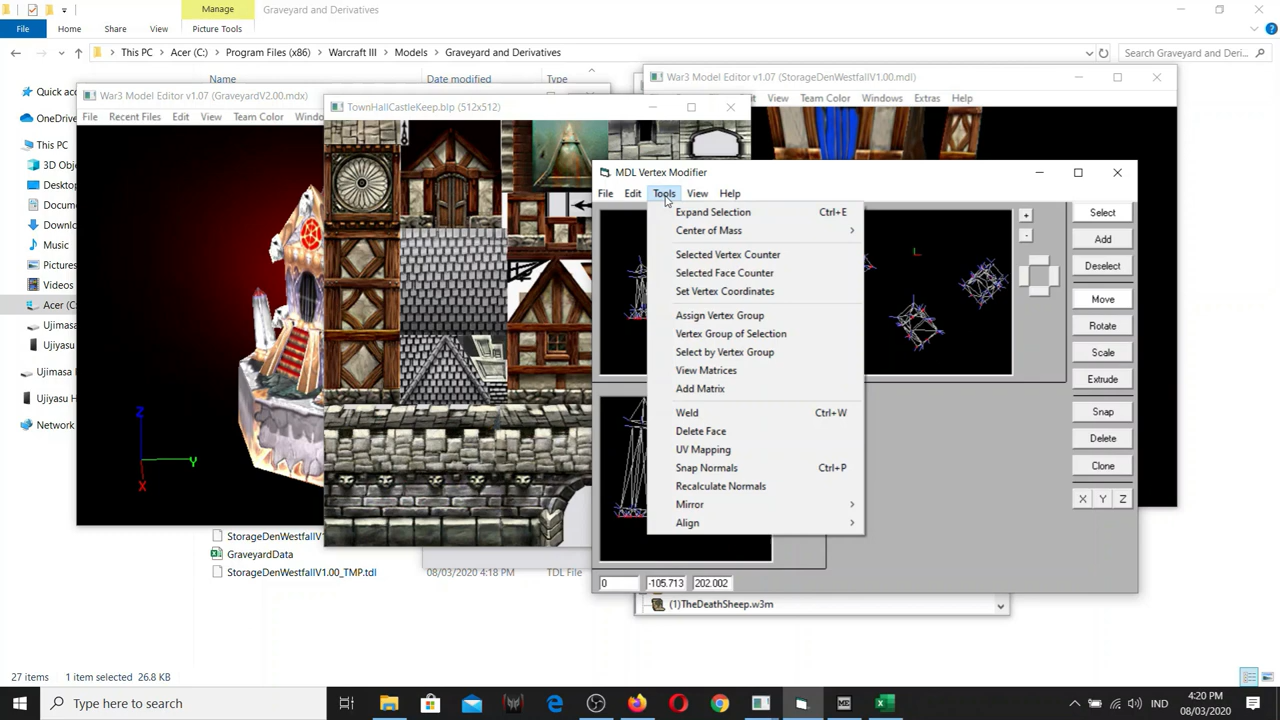 Manage
Graveyard and Derivatives
File
Home
Share
View
Picture Tools
This PC
Acer (C:)
Program Files (x86)
Warcraft III
Models
Graveyard and Derivatives
Search Graveyard and Deri...
Name
Date modified
Type
War3 Model Editor v1.07 (StorageDenWestfallV1.00.mdl)
View
Team Color
Windows
Extras
Help
Quick acc
War3 Model Editor v1.07 (GraveyardV2.00.mdx)
TownHallCastleKeep.blp (512x512)
File
Recent Files
Edit
View
Team Color
OneDrive
This PC
3D Obje
Desktop
Docume
Music
Pictures
Videos
Acer (C:
Ujimasa
Ujiyasu
Ujimasa H
Ujiyasu H
Network
MDL Vertex Modifier
File
Edit
Tools
View
Help
Expand Selection Ctrl+E
Center of Mass
Selected Vertex Counter
Selected Face Counter
Set Vertex Coordinates
Assign Vertex Group
Vertex Group of Selection
Select by Vertex Group
View Matrices
Add Matrix
Weld Ctrl+W
Delete Face
UV Mapping
Snap Normals Ctrl+P
Recalculate Normals
Mirror
Align
+
-
Select
Add
Deselect
Move
Rotate
Scale
Extrude
Snap
Delete
Clone
X Y Z
Z
Y
X
0
-105.713
202.002
StorageDenWestfallV1
GraveyardData
StorageDenWestfallV1.00_TMP.tdl
08/03/2020 4:18 PM
TDL File
(1)TheDeathSheep.w3m
27 items
1 item selected 26.8 KB
Type here to search
ME
IND
4:20 PM
08/03/2020